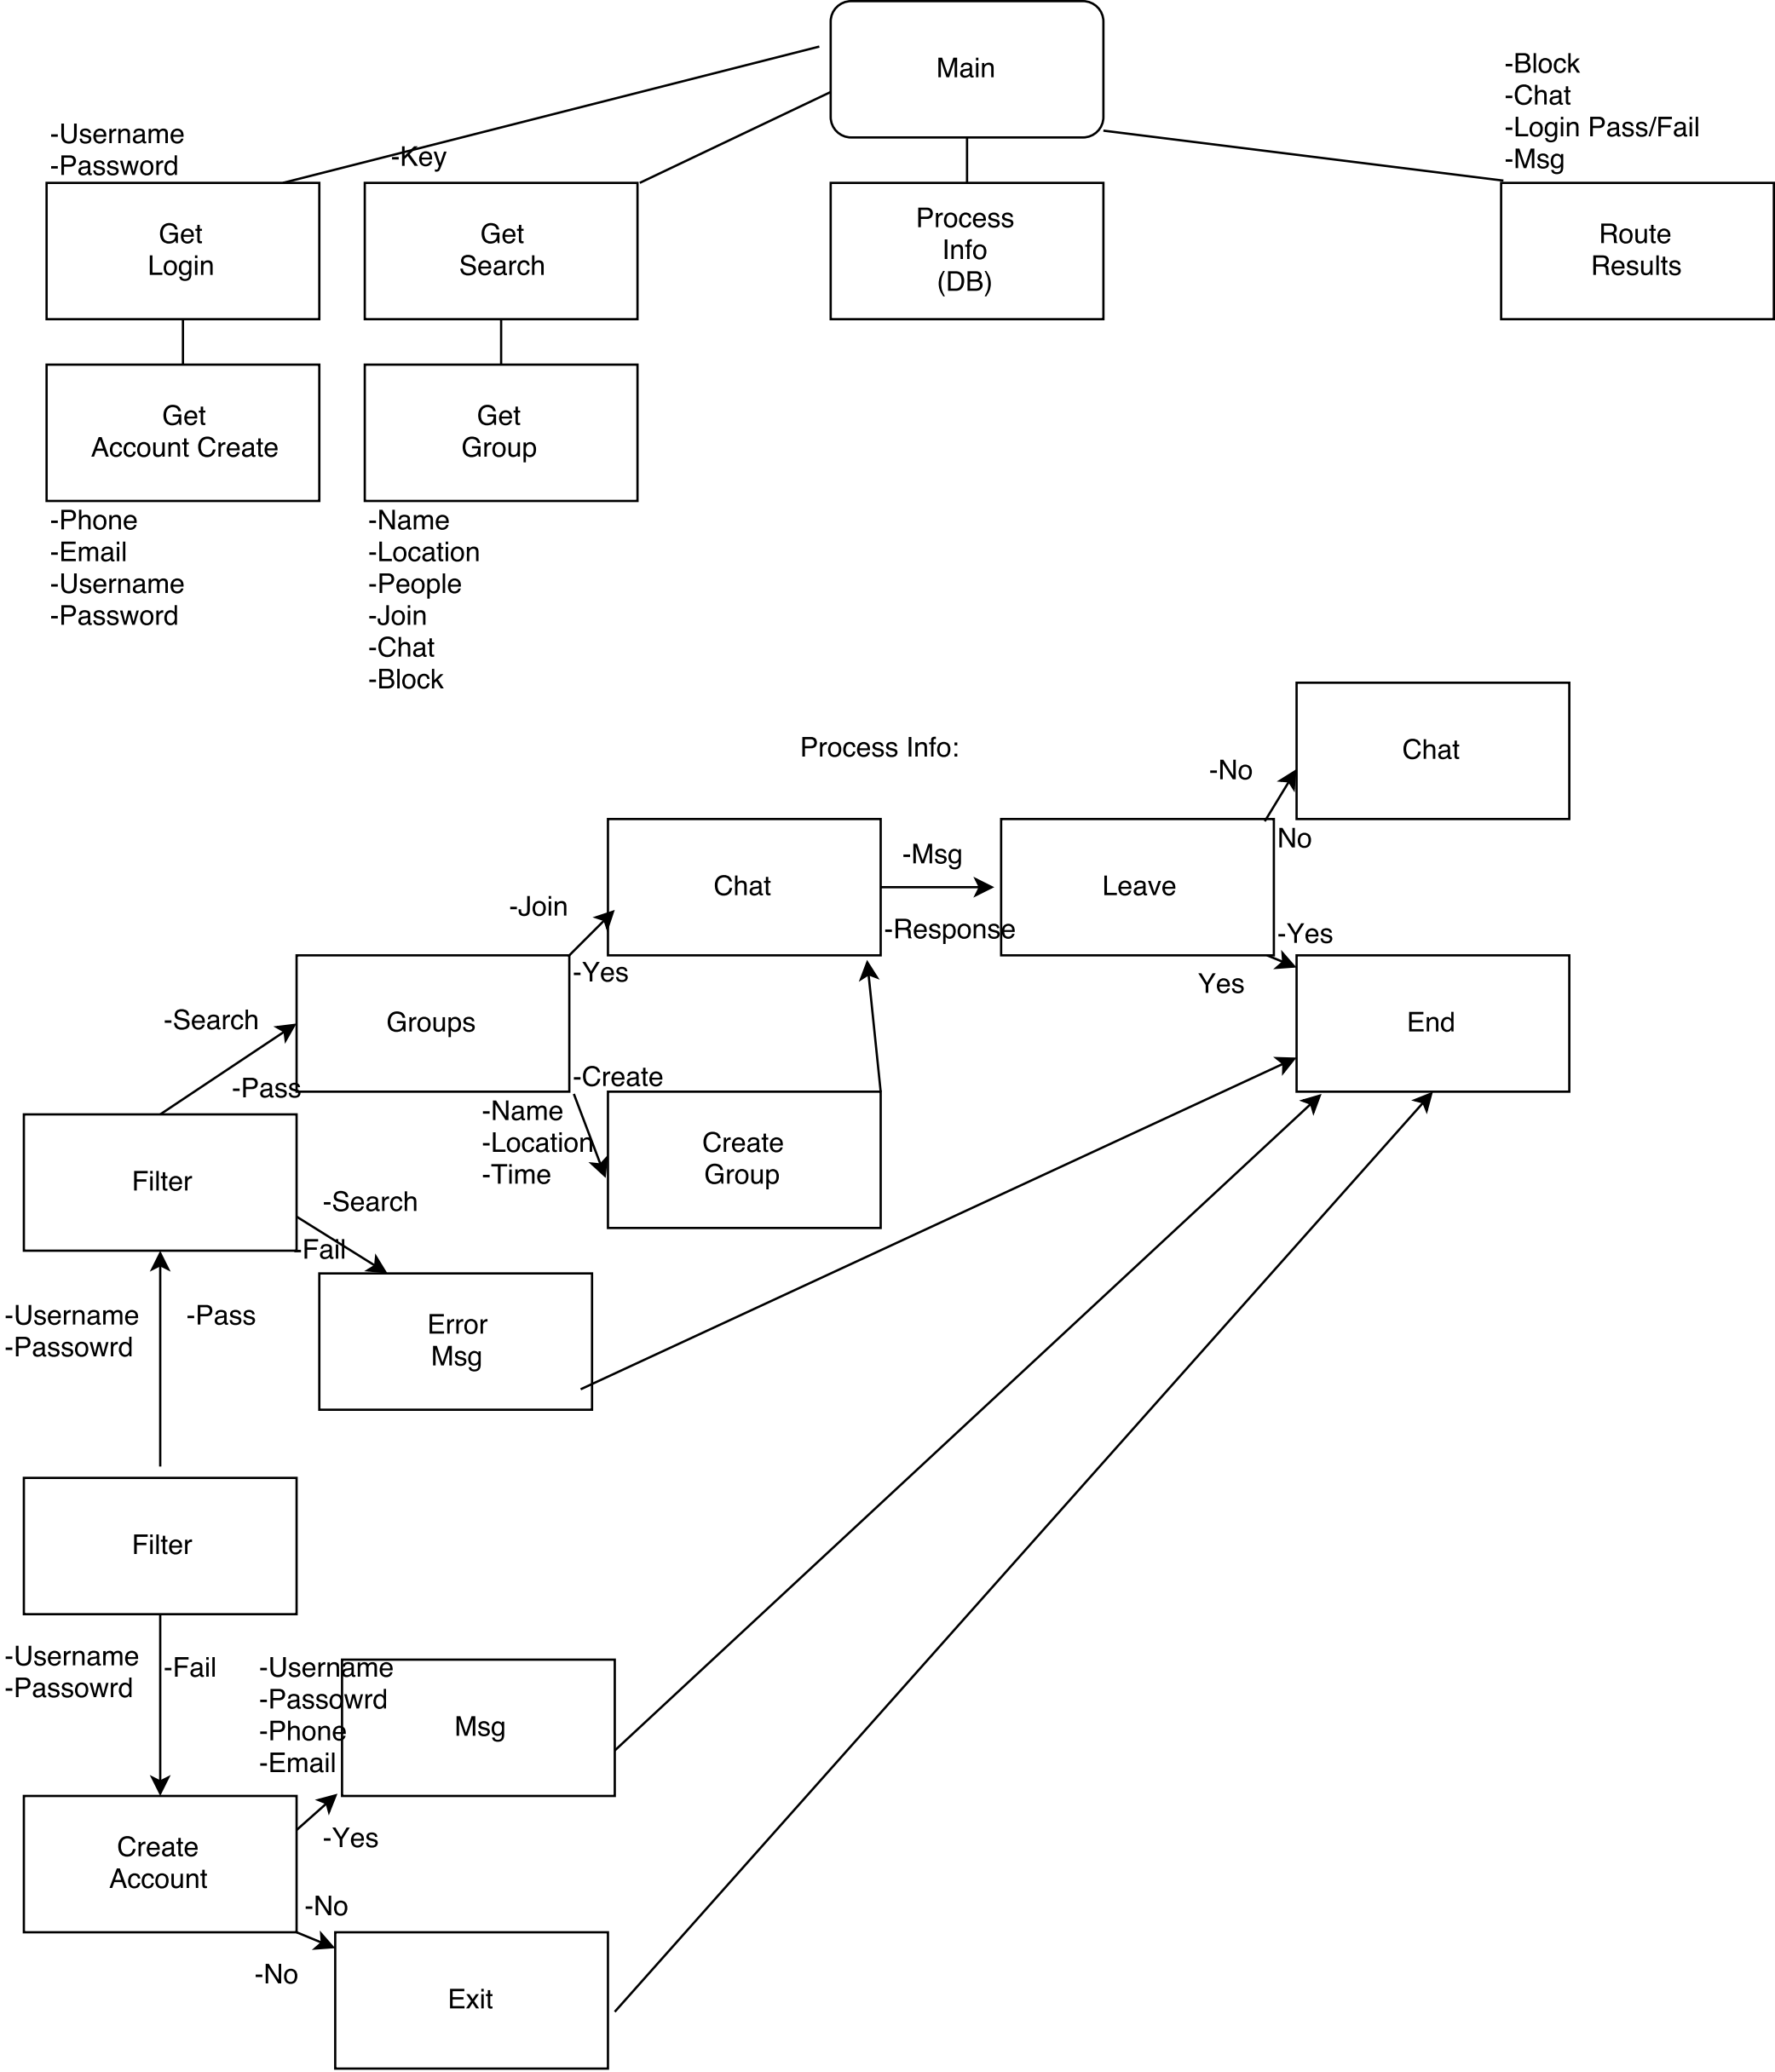 Main
-Block
-Chat
-Login Pass/Fail
-Msg
-Username
-Password
-Key
Get
Login
Get
Search
Process
Info
(DB)
Route
Results
Get
Account Create
Get
Group
-Phone
-Email
-Username
-Password
-Name
-Location
-People
-Join
-Chat
-Block
Process Info:
Chat
-No
No
Chat
-Msg
-Response
Leave
-Join
-Yes
-Yes
Yes
Groups
End
-Search
-Pass
-Create
-Name
-Location
-Time
Create
Group
Filter
-Search
-Fail
Error
Msg
-Username
-Passowrd
-Pass
Filter
-Username
-Passowrd
-Fail
-Username
-Passowrd
-Phone
-Email
Msg
Create
Account
-Yes
-No
-No
Exit